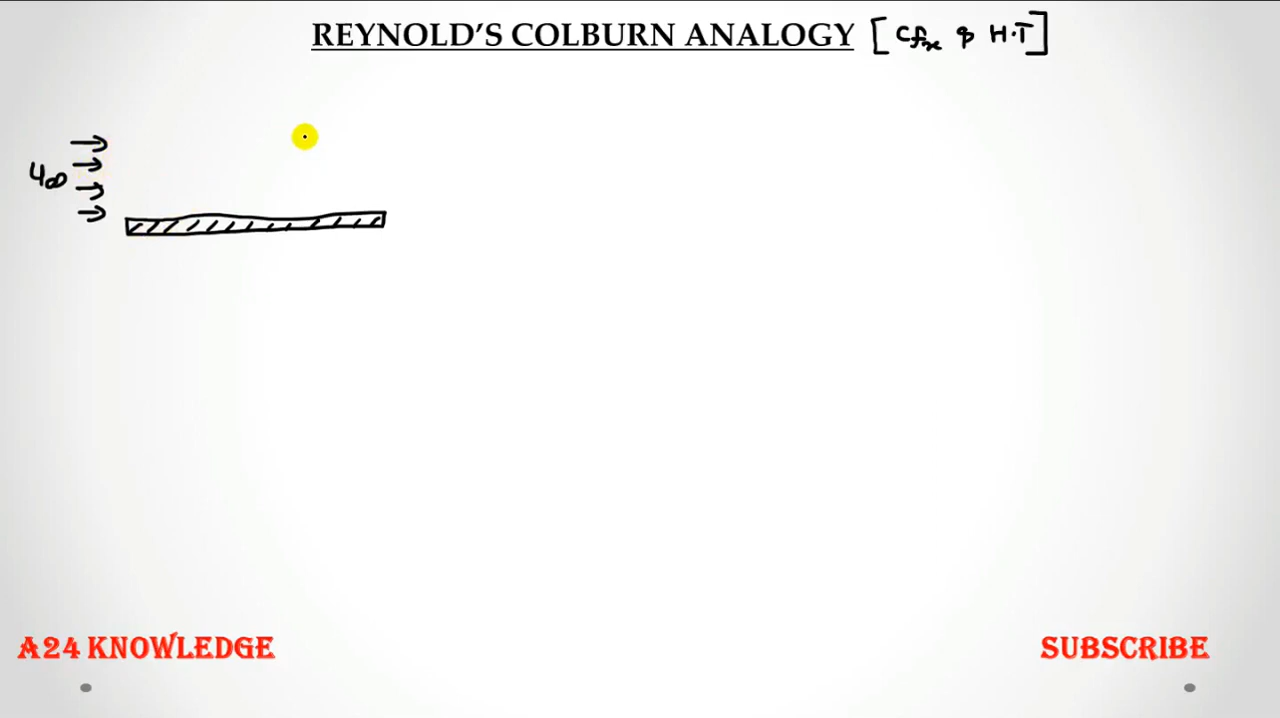 REYNOLD'S COLBURN ANALOGY [Cfx & H.T]
u∞
A24 KNOWLEDGE
SUBSCRIBE